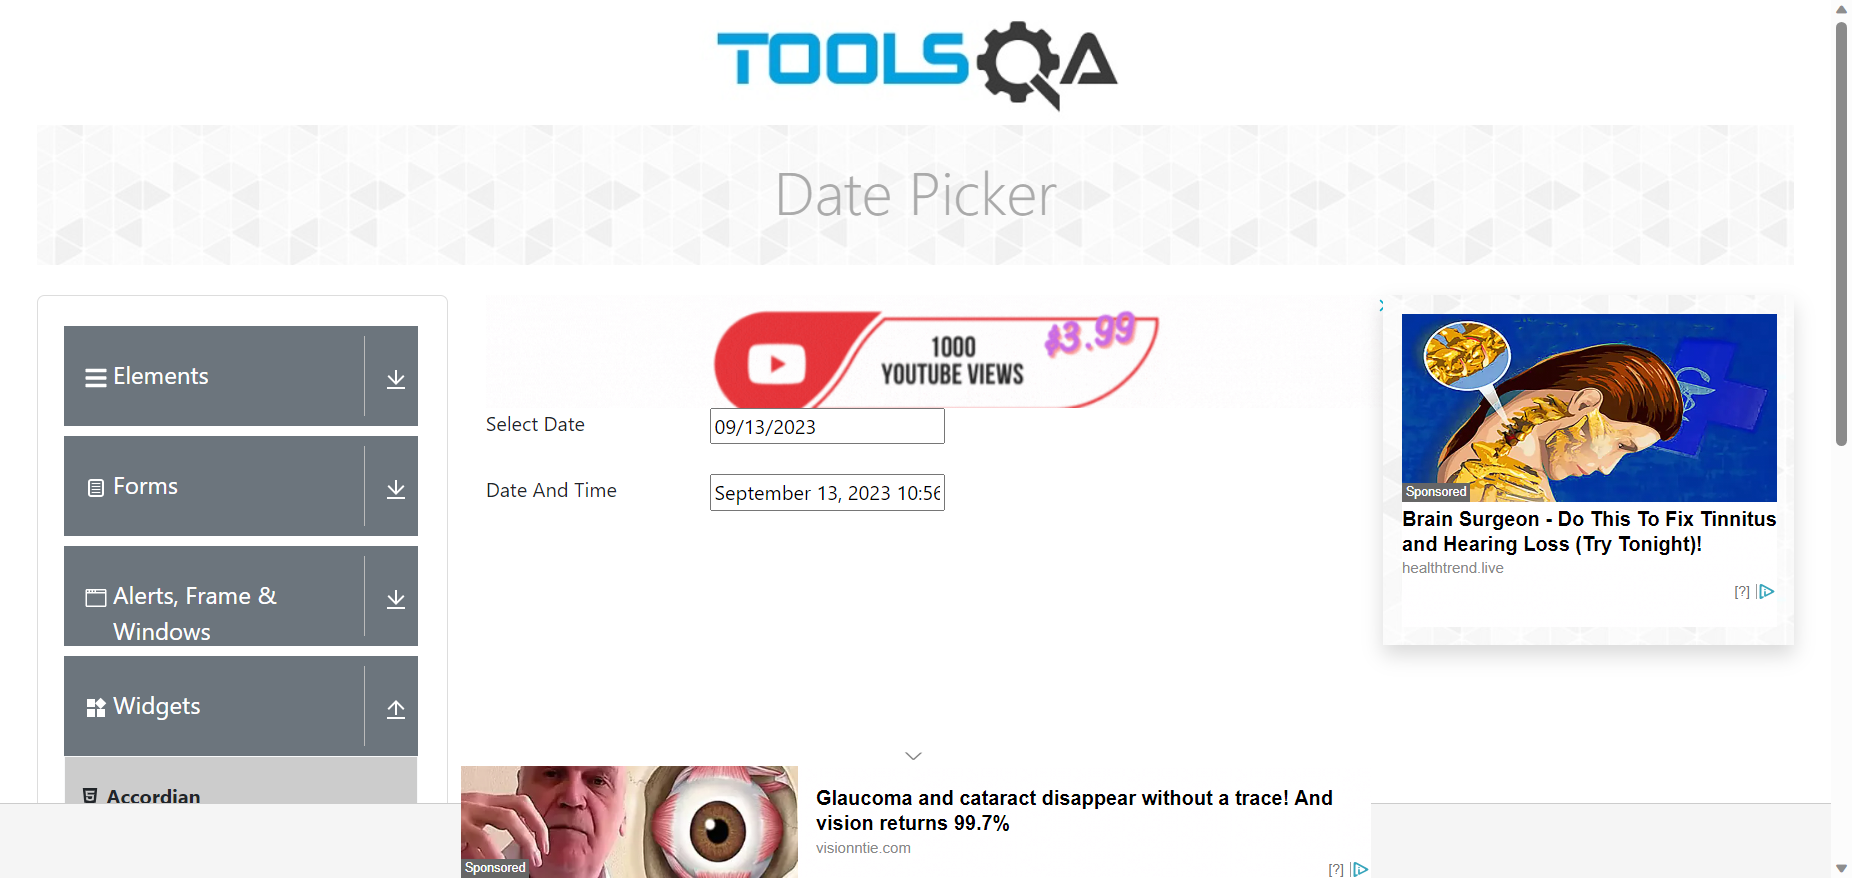 TOOLSQA
Date Picker
Elements
Forms
Alerts, Frame &
Windows
Widgets
Accordian
1000
YOUTUBE VIEWS
$3.99
Select Date
09/13/2023
Date And Time
September 13, 2023 10:56
Sponsored
Brain Surgeon - Do This To Fix Tinnitus
and Hearing Loss (Try Tonight)!
healthtrend.live
[?]
Sponsored
Glaucoma and cataract disappear without a trace! And
vision returns 99.7%
visionntie.com
[?]